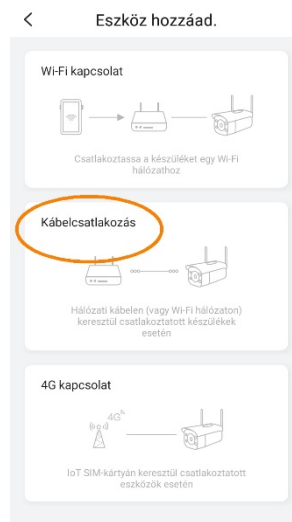 Eszköz hozzáad.
Wi-Fi kapcsolat
Csatlakoztassa a készüléket egy Wi-Fi
hálózathoz
Kábelcsatlakozás
Hálózati kábelen (vagy Wi-Fi hálózaton)
keresztül csatlakoztatott készülékek
esetén
4G kapcsolat
4G
IoT SIM-kártyán keresztül csatlakoztatott
eszközök esetén